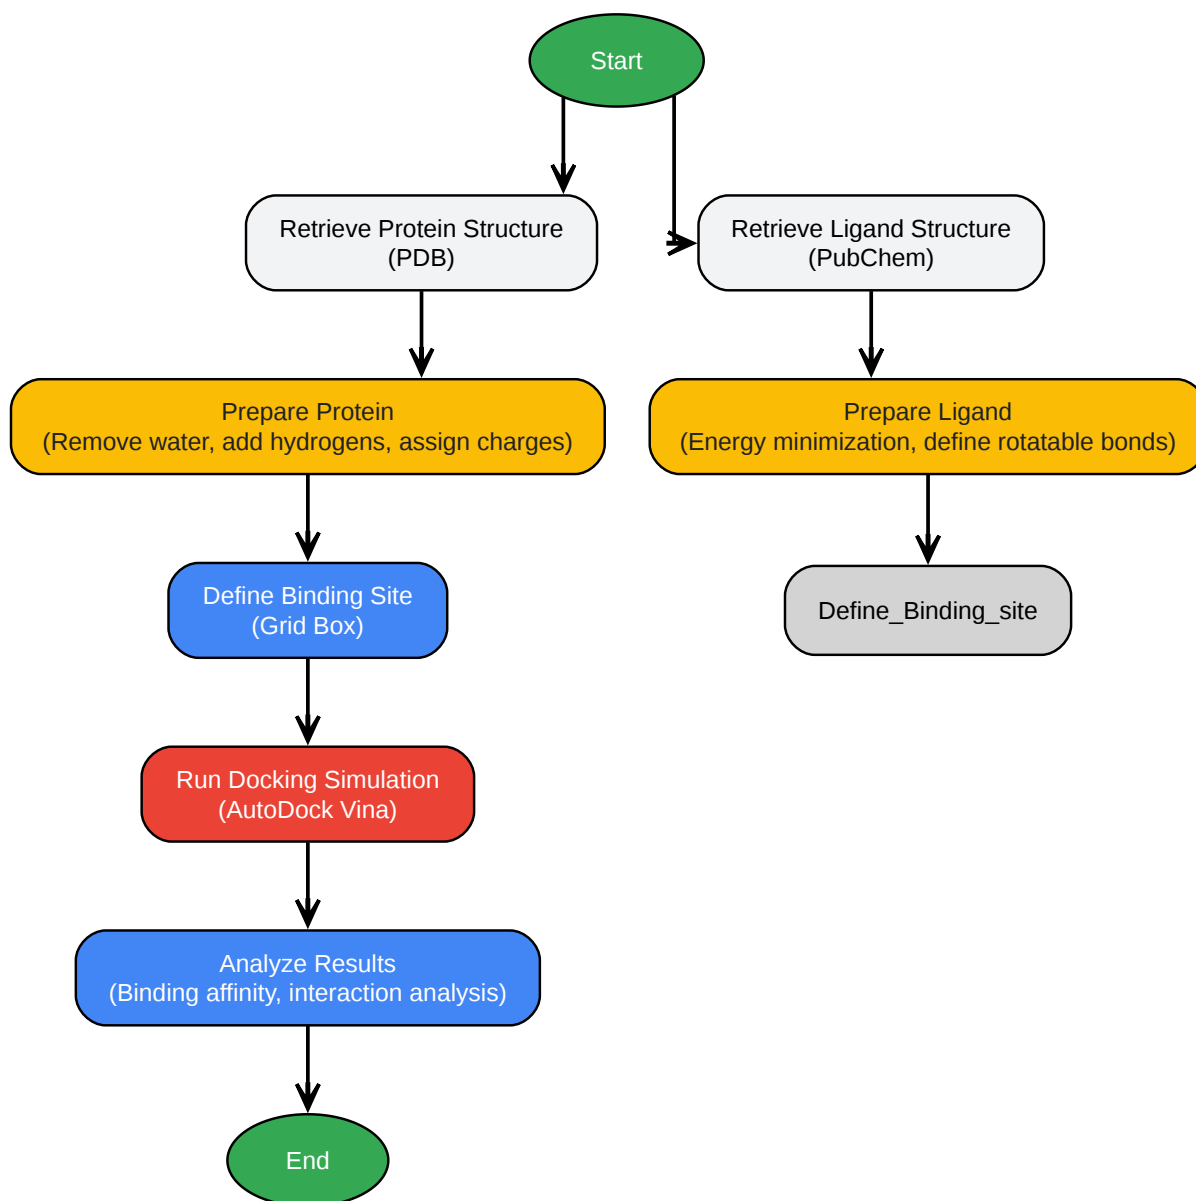 Start
Retrieve Protein Structure
(PDB)
Retrieve Ligand Structure
(PubChem)
Prepare Protein
(Remove water, add hydrogens, assign charges)
Prepare Ligand
(Energy minimization, define rotatable bonds)
Define Binding Site
(Grid Box)
Define_Binding_site
Run Docking Simulation
(AutoDock Vina)
Analyze Results
(Binding affinity, interaction analysis)
End